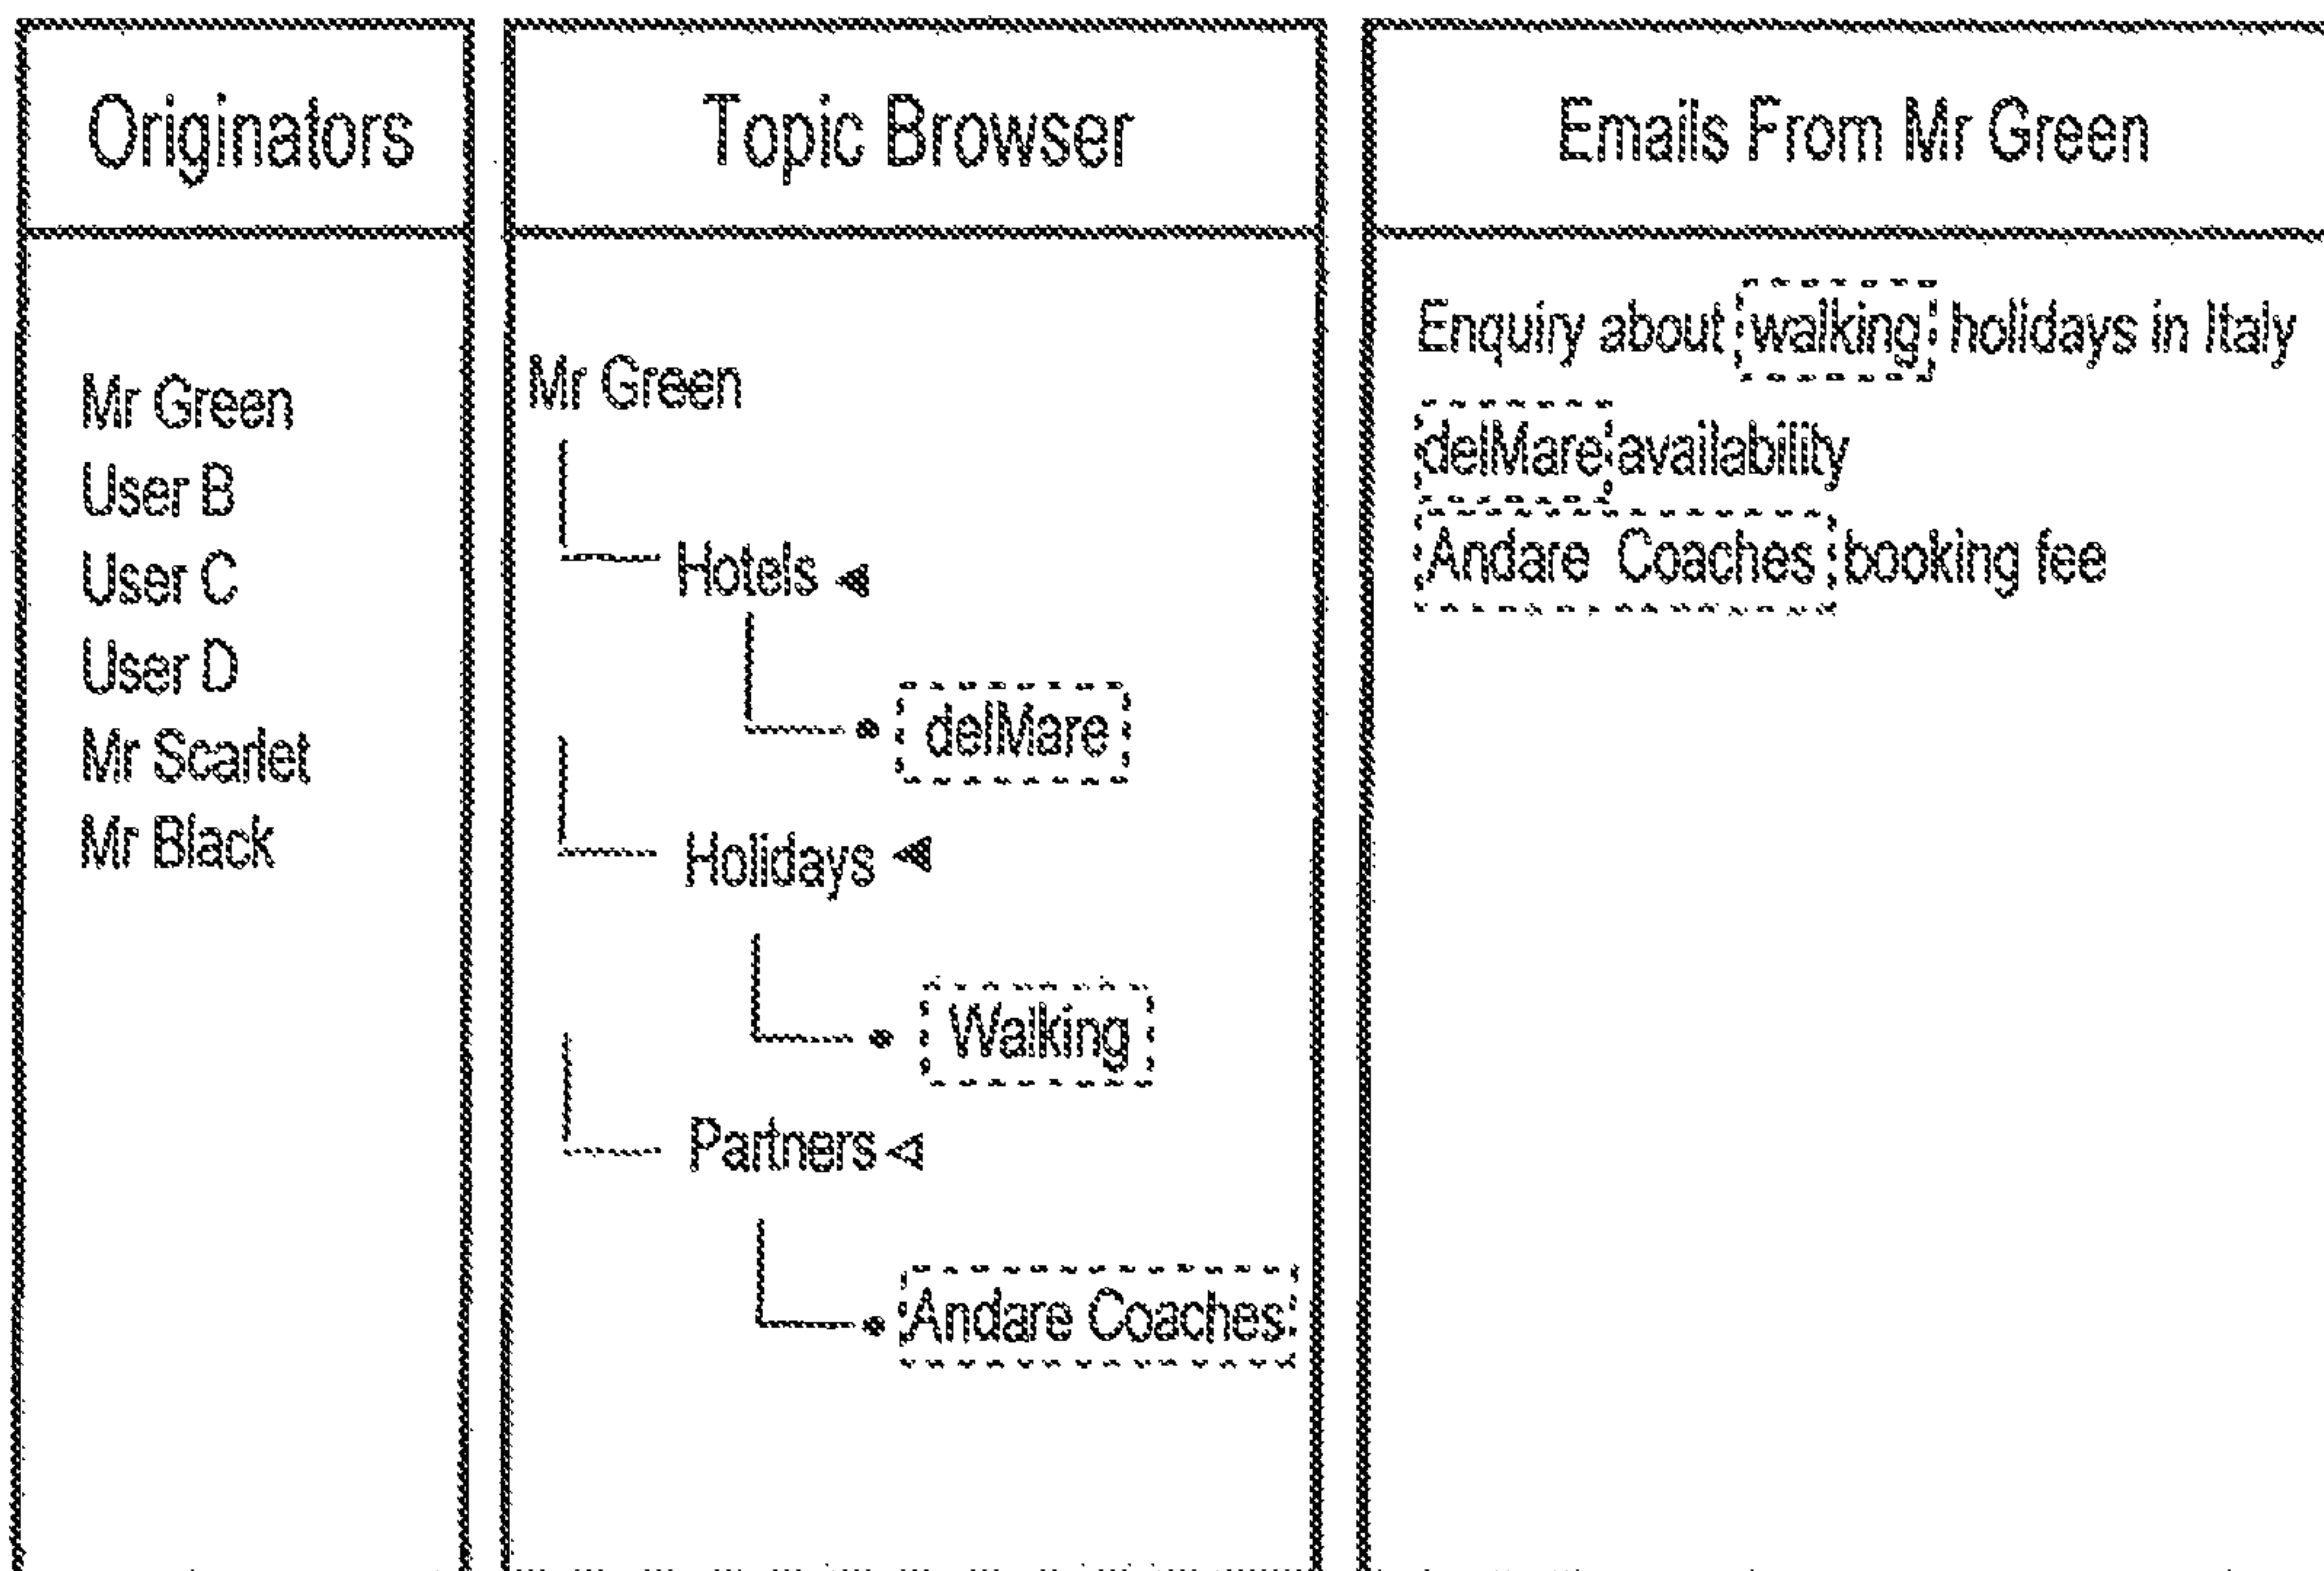 Originators
Mr Green
User B
User C
User D
Mr Scarlet
Mr Black
Topic Browser
Mr Green
Hotels
delMare
Holidays
Walking
Partners
Andare Coaches
Emails From Mr Green
Enquiry about walking holidays in Italy
delMare availability
Andare Coaches booking fee